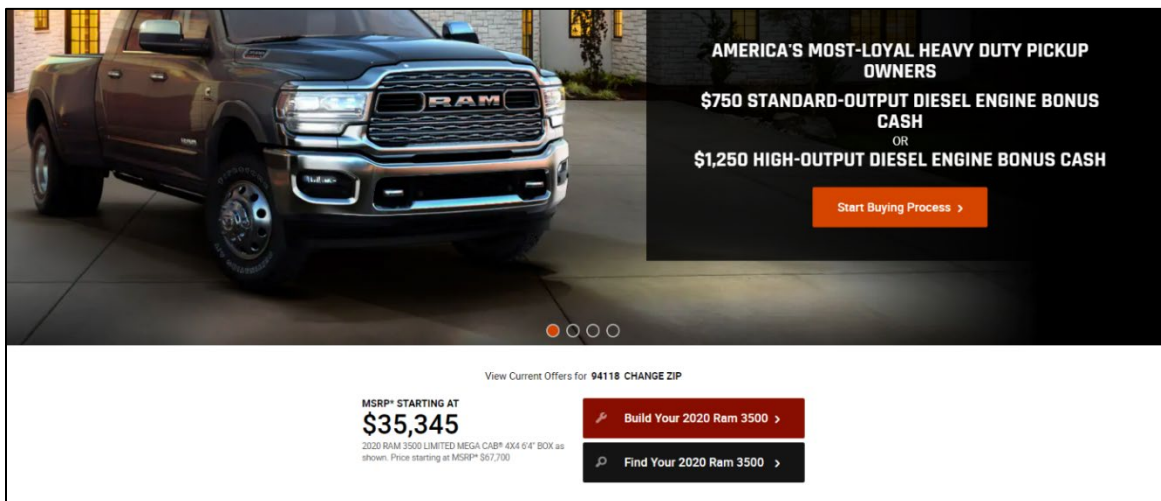 RAM
AMERICA'S MOST-LOYAL HEAVY DUTY PICKUP
OWNERS
$750 STANDARD-OUTPUT DIESEL ENGINE BONUS
CASH
OR
$1,250 HIGH-OUTPUT DIESEL ENGINE BONUS CASH
Start Buying Process >
View Current Offers for 94118 CHANGE ZIP
MSRP* STARTING AT
$35,345
2020 RAM 3500 LIMITED MEGA CAB® 4X4 6'4" BOX as
shown. Price starting at MSRP* $67,700
Build Your 2020 Ram 3500 >
Find Your 2020 Ram 3500 >